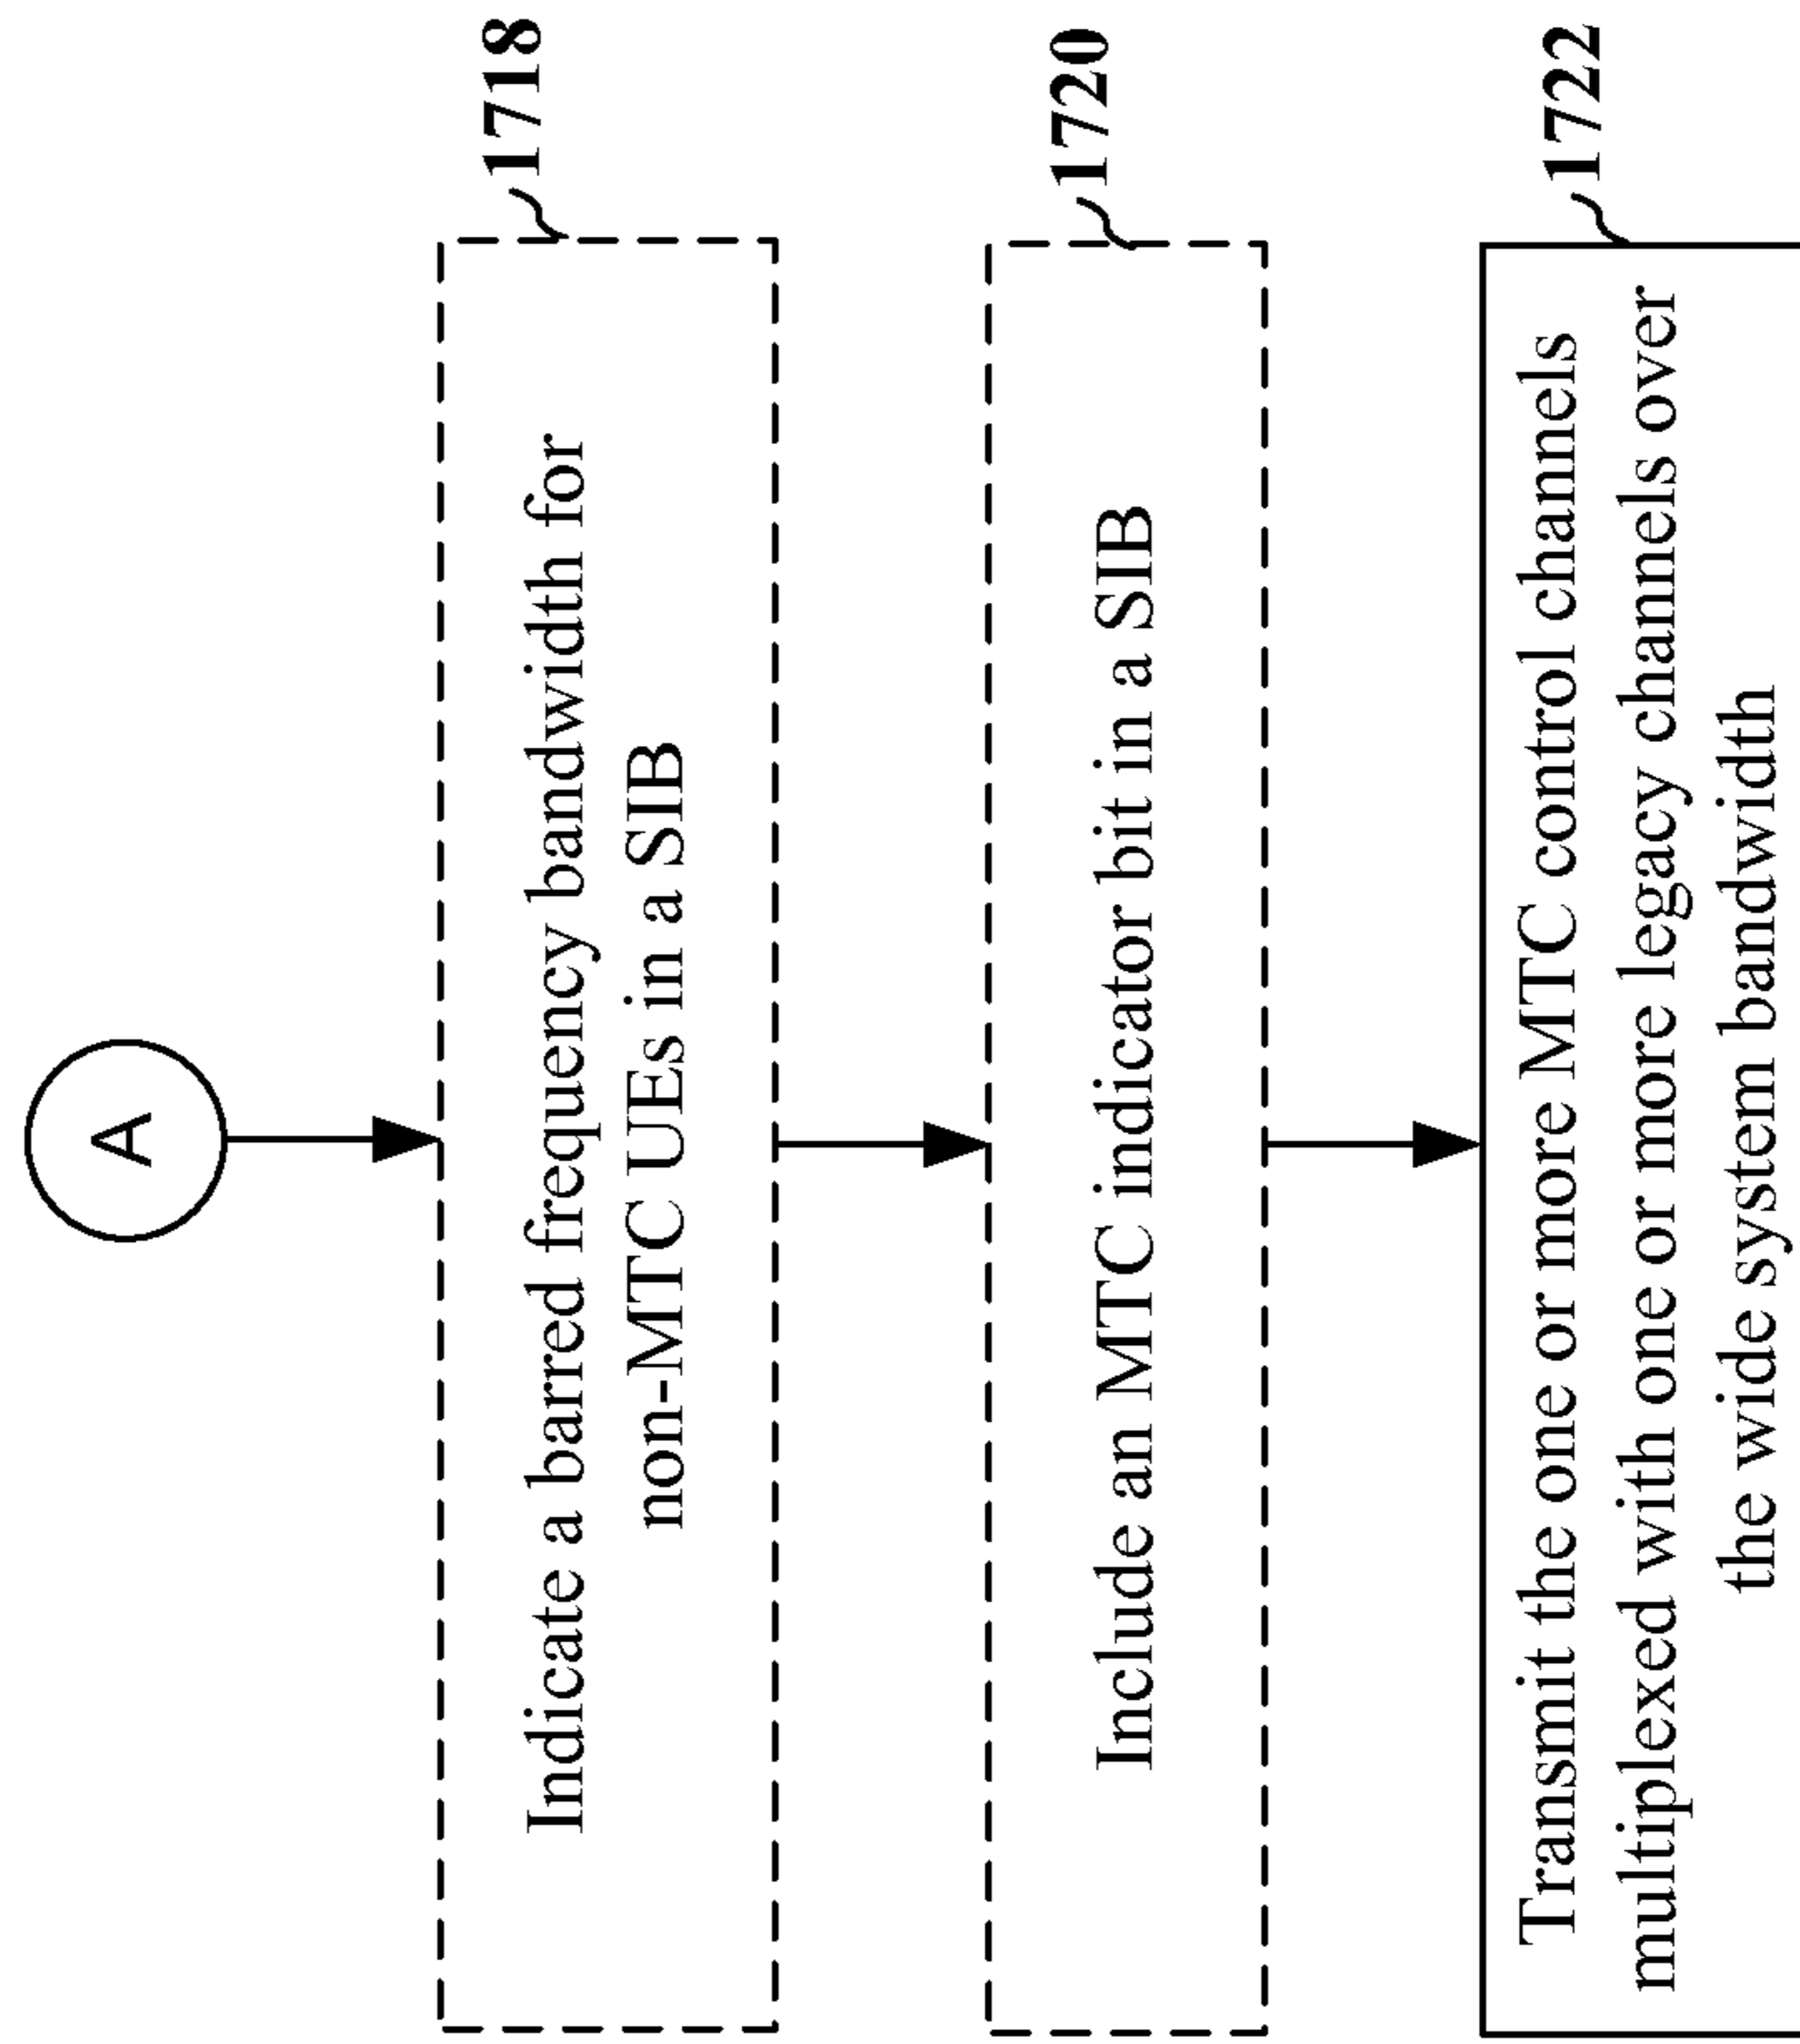 A
1718
Indicate a barred frequency bandwidth for
non-MTC UEs in a SIB
1720
Include an MTC indicator bit in a SIB
1722
Transmit the one or more MTC control channels
multiplexed with one or more legacy channels over
the wide system bandwidth